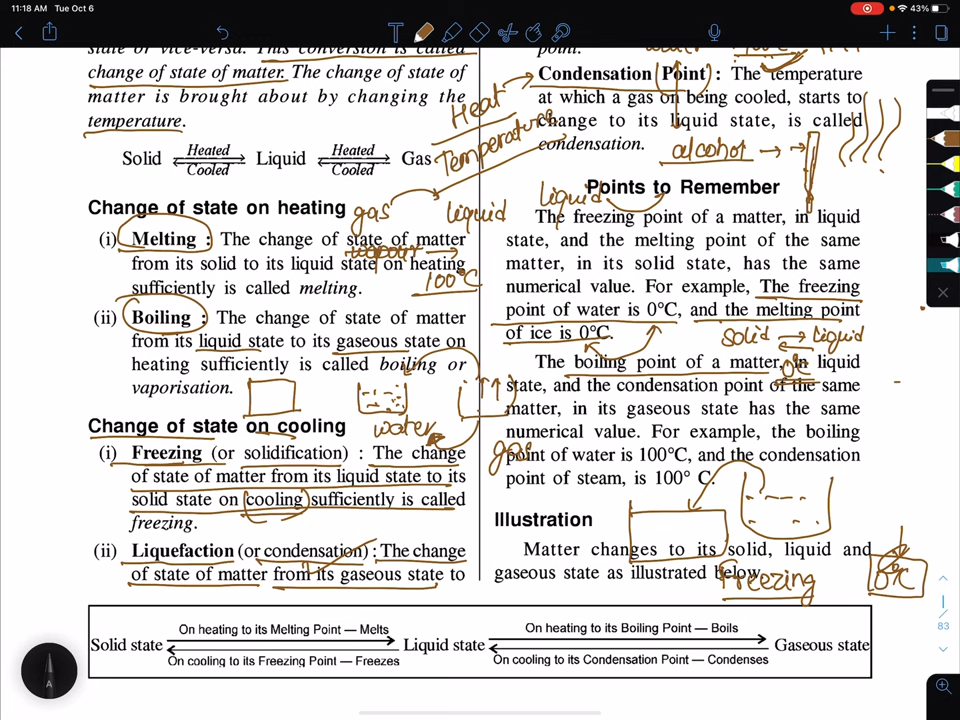 11:18 AM Tue Oct 6
43%
state or vice-versa. This conversion is called
change of state of matter. The change of state of
matter is brought about by changing the
temperature.
Solid Heated Cooled Liquid Heated Cooled Gas
Heat
Temperature
Change of state on heating
gas
liquid
(i) Melting : The change of state of matter
vapour
from its solid to its liquid state on heating
100°C
sufficiently is called melting.
(ii) Boiling : The change of state of matter
from its liquid state to its gaseous state on
heating sufficiently is called boiling or
vaporisation.
water
gas
Change of state on cooling
(i) Freezing (or solidification) : The change
of state of matter from its liquid state to its
solid state on cooling sufficiently is called
freezing.
(ii) Liquefaction (or condensation) : The change
of state of matter from its gaseous state to
point.
Condensation (Point) : The temperature
at which a gas on being cooled, starts to
change to its liquid state, is called
condensation.
alcohol
Points to Remember
liquid
The freezing point of a matter, in liquid
state, and the melting point of the same
matter, in its solid state, has the same
numerical value. For example, The freezing
point of water is 0°C, and the melting point
of ice is 0°C.
solid
liquid
0°C
The boiling point of a matter, in liquid
state, and the condensation point of the same
matter, in its gaseous state has the same
numerical value. For example, the boiling
point of water is 100°C, and the condensation
point of steam, is 100° C.
Illustration
Matter changes to its solid, liquid and
gaseous state as illustrated below.
Freezing
0°C
On heating to its Melting Point — Melts
On heating to its Boiling Point — Boils
Solid state
Liquid state
Gaseous state
On cooling to its Freezing Point — Freezes
On cooling to its Condensation Point — Condenses
83
A